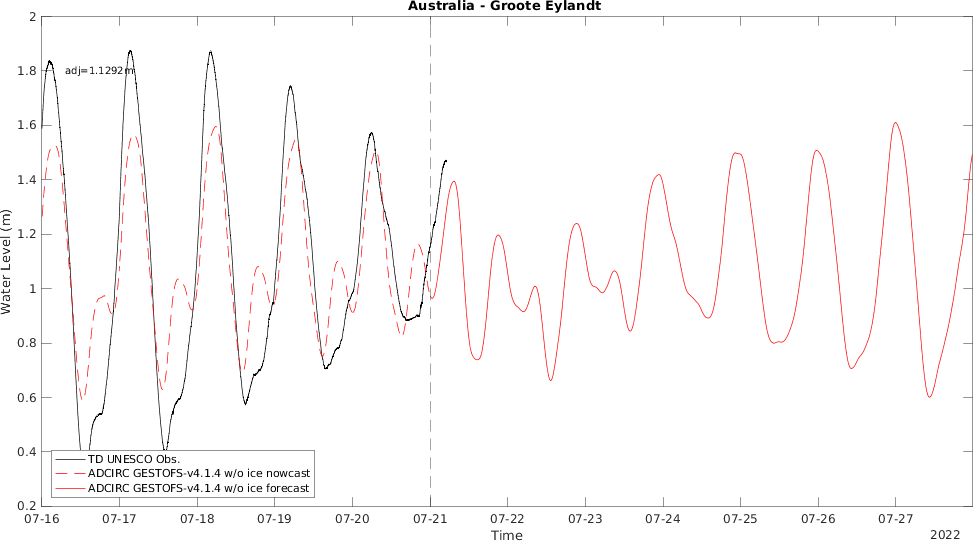 Australia - Groote Eylandt
2
1.8
1.6
1.4
1.2
1
0.8
0.6
0.4
0.2
Water Level (m)
adj=1.1292m
TD UNESCO Obs.
ADCIRC GESTOFS-v4.1.4 w/o ice nowcast
ADCIRC GESTOFS-v4.1.4 w/o ice forecast
07-16 07-17 07-18 07-19 07-20 07-21 07-22 07-23 07-24 07-25 07-26 07-27
Time
2022